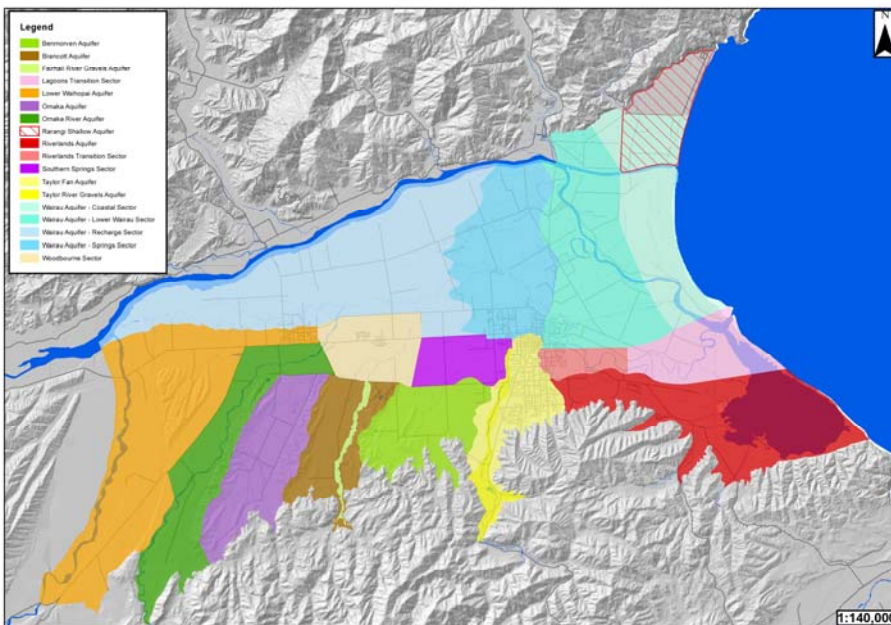 Legend
Benmorven Aquifer
Brancott Aquifer
Fairhall River Gravels Aquifer
Lagoons Transition Sector
Lower Waihopai Aquifer
Omaka Aquifer
Omaka River Aquifer
Rarangi Shallow Aquifer
Riverlands Aquifer
Riverlands Transition Sector
Southern Springs Sector
Taylor Fan Aquifer
Taylor River Gravels Aquifer
Wairau Aquifer - Coastal Sector
Wairau Aquifer - Lower Wairau Sector
Wairau Aquifer - Recharge Sector
Wairau Aquifer - Springs Sector
Woodbourne Sector
N
1:140,000